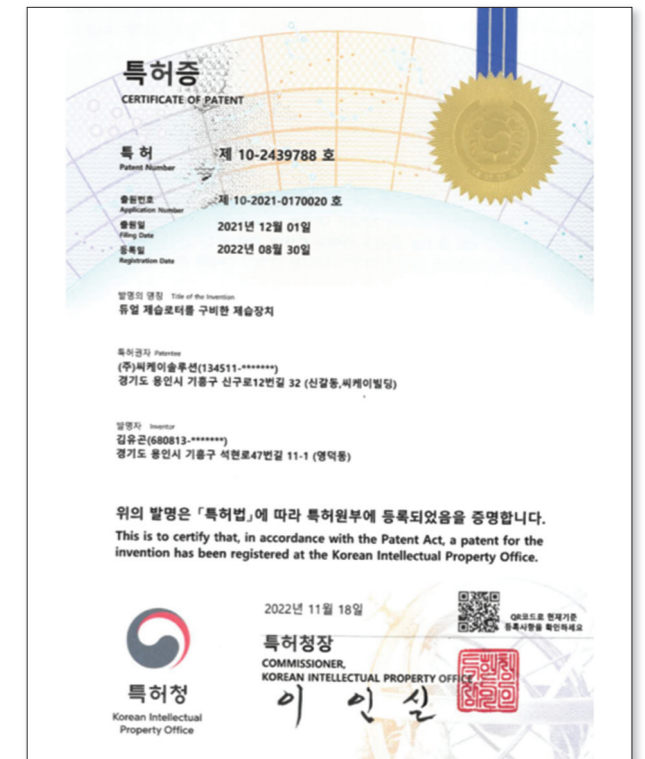 특허증
CERTIFICATE OF PATENT
특 허
Patent Number
제 10-2439788 호
출원번호
Application Number
제 10-2021-0170020 호
출원일
Filing Date
2021년 12월 01일
등록일
Registration Date
2022년 08월 30일
발명의 명칭 Title of the Invention
듀얼 제습로터를 구비한 제습장치
특허권자 Patentee
(주)씨케이솔루션(134511-*******)
경기도 용인시 기흥구 신구로12번길 32 (신갈동,씨케이빌딩)
발명자 Inventor
김유곤(680813-*******)
경기도 용인시 기흥구 석현로47번길 11-1 (영덕동)
위의 발명은 「특허법」에 따라 특허원부에 등록되었음을 증명합니다.
This is to certify that, in accordance with the Patent Act, a patent for the
invention has been registered at the Korean Intellectual Property Office.
2022년 11월 18일
QR코드로 현재기준
등록사항을 확인하세요
특허청장
COMMISSIONER,
KOREAN INTELLECTUAL PROPERTY OFFICE
이 인 실
특허청
Korean Intellectual
Property Office